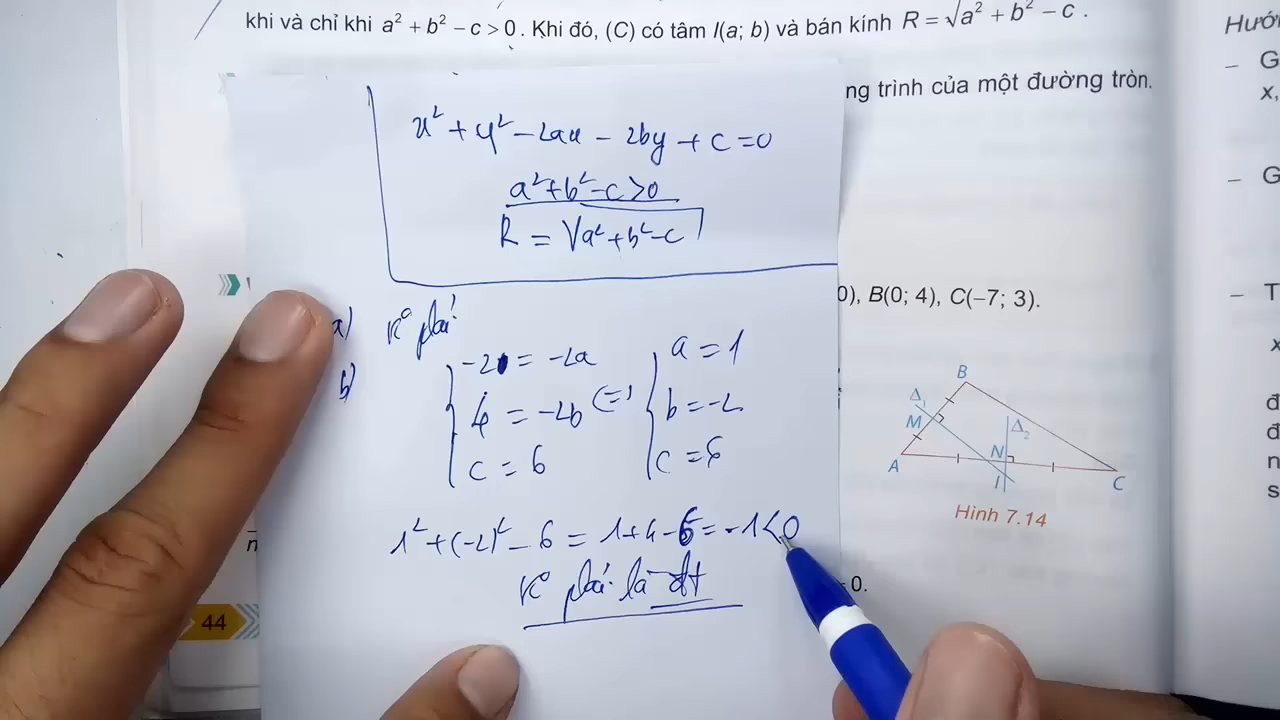 khi và chỉ khi a² + b² − c > 0. Khi đó, (C) có tâm I(a; b) và bán kính R = √a² + b² − c .
ng trình của một đường tròn.
x² + y² − 2ax − 2by + c = 0
a² + b² − c > 0
R = √a² + b² − c
0), B(0; 4), C(−7; 3).
a) K° phải
b)
−2 = −2a
4 = −2b
c = 6
(=)
a = 1
b = −2
c = 6
1² + (−2)² − 6 = 1 + 4 − 6 = −1 < 0
K° phải là đt
B
Δ₁
M
Δ₂
N
A
I
C
Hình 7.14
0.
44
Hướ
– G
x,
– G
– T
x
đ
đ
n
s